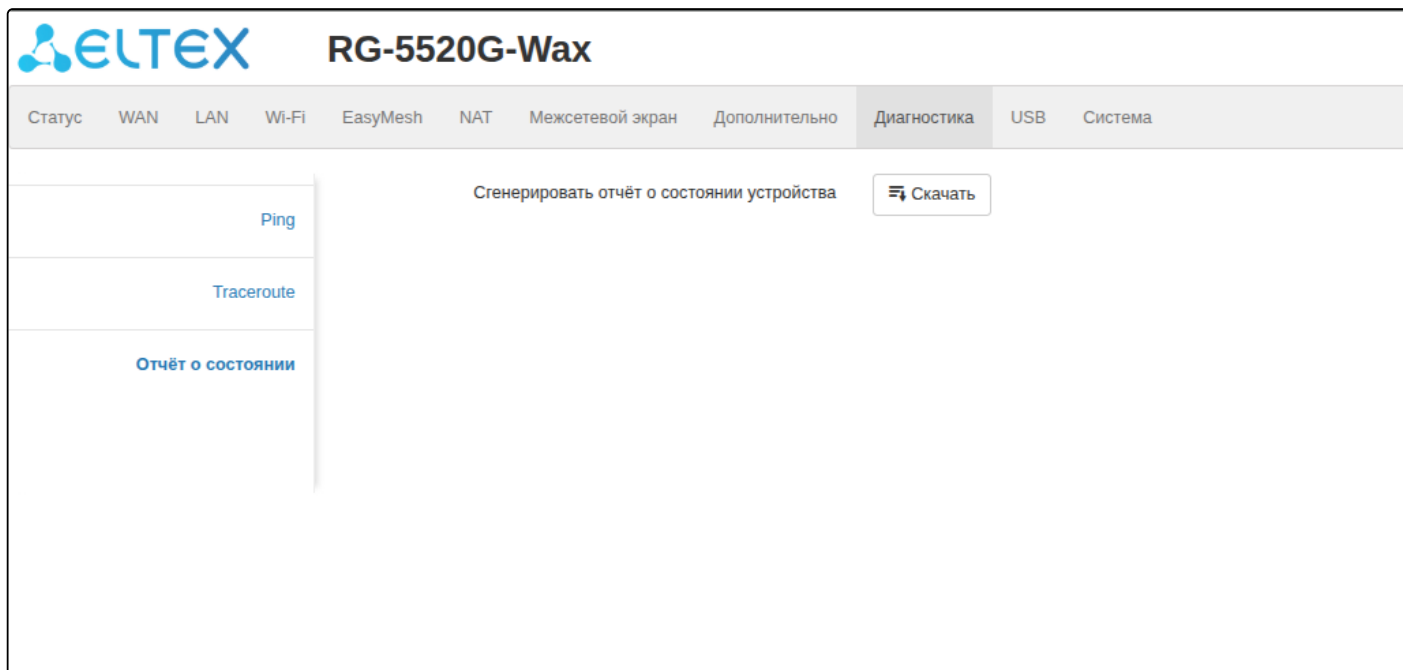 ELTEX RG-5520G-Wax
Статус WAN LAN Wi-Fi EasyMesh NAT Межсетевой экран Дополнительно Диагностика USB Система
Сгенерировать отчёт о состоянии устройства Скачать
Ping
Traceroute
Отчёт о состоянии